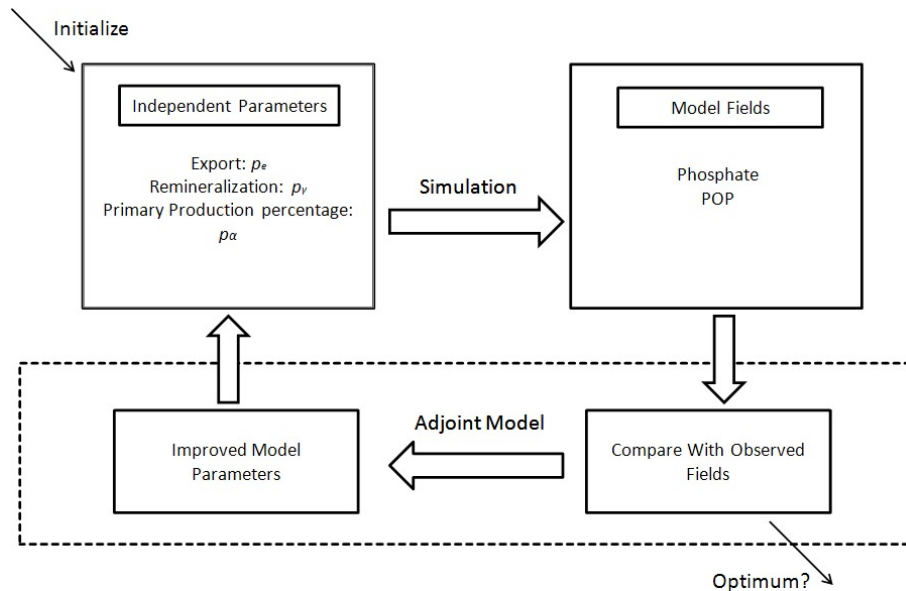 Initialize
Independent Parameters
Export: pₑ
Remineralization: pᵧ
Primary Production percentage:
pα
Simulation
Model Fields
Phosphate
POP
Adjoint Model
Improved Model
Parameters
Compare With Observed
Fields
Optimum?